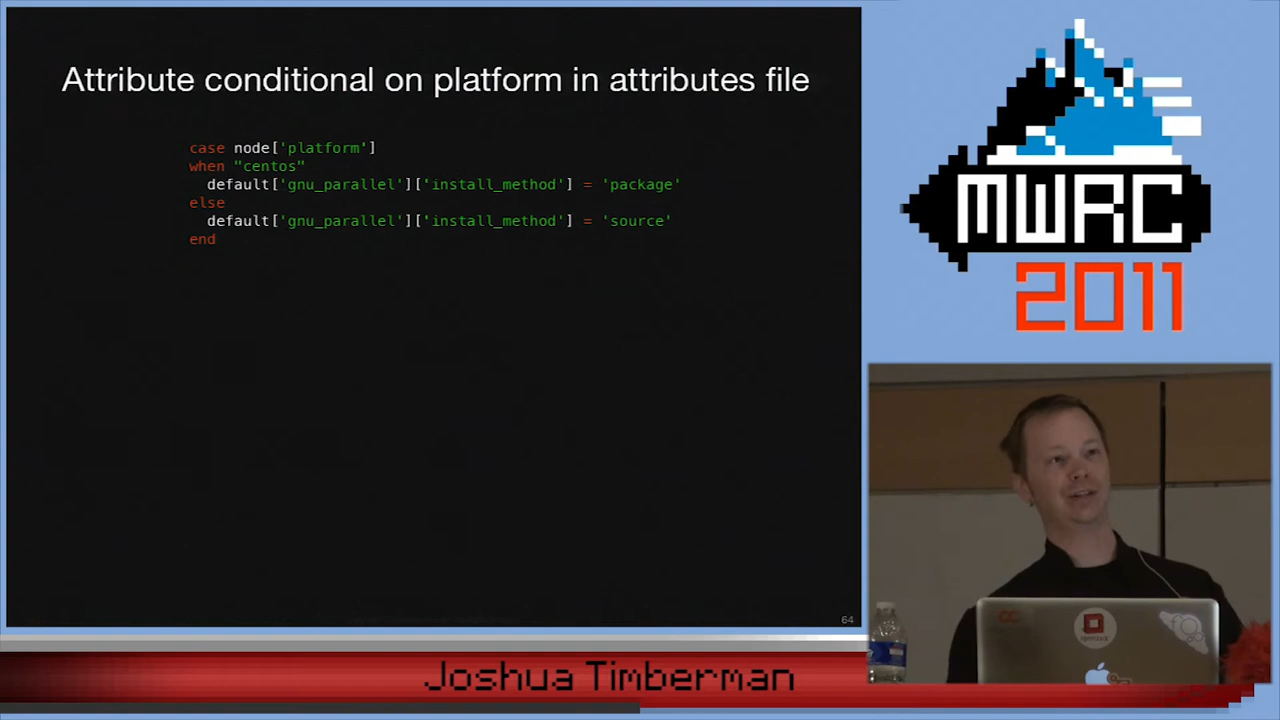 Attribute conditional on platform in attributes file
case node['platform']
when "centos"
  default['gnu_parallel']['install_method'] = 'package'
else
  default['gnu_parallel']['install_method'] = 'source'
end
64
MWRC
2011
openstack
Joshua Timberman